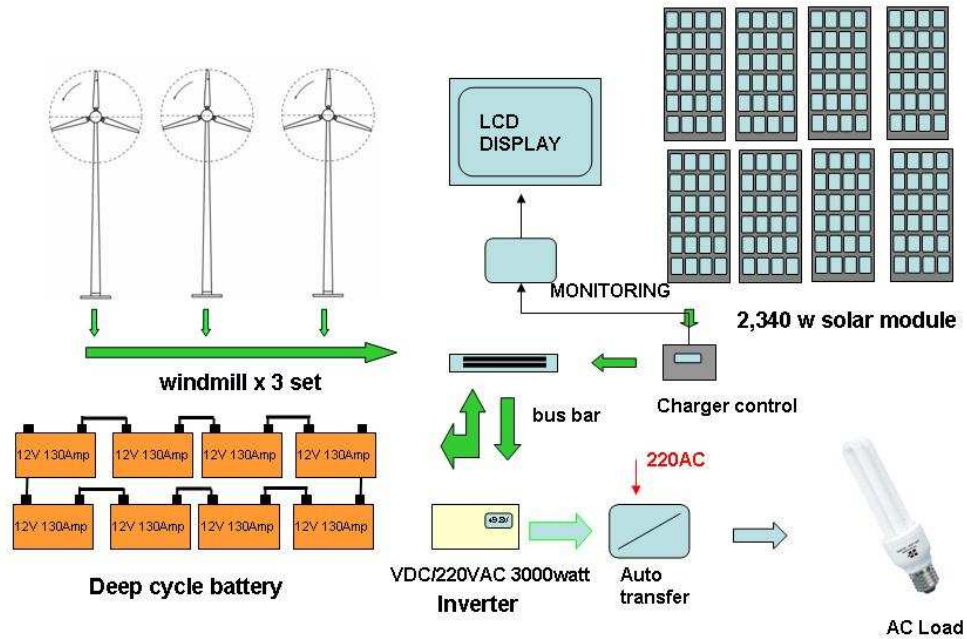 LCD
DISPLAY
MONITORING
2,340 w solar module
windmill x 3 set
bus bar
Charger control
12V 130Amp
12V 130Amp
12V 130Amp
12V 130Amp
220AC
12V 130Amp
12V 130Amp
12V 130Amp
12V 130Amp
Deep cycle battery
VDC/220VAC 3000watt
Inverter
Auto
transfer
AC Load